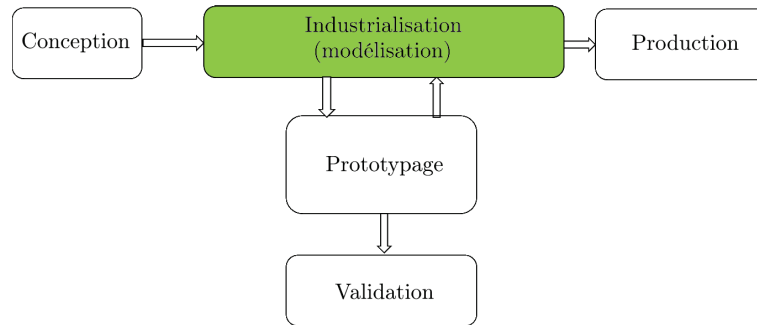 Conception
Industrialisation
(modélisation)
Production
Prototypage
Validation